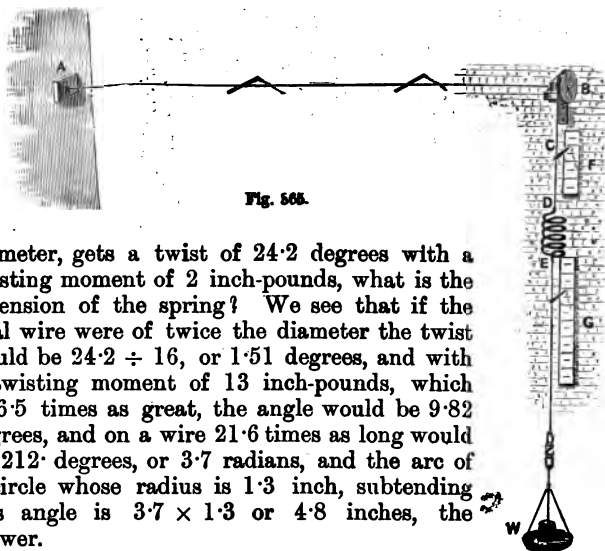 A
B
C
F
D
E
G
W
Fig. 565.
meter, gets a twist of 24·2 degrees with a
sting moment of 2 inch-pounds, what is the
ension of the spring? We see that if the
al wire were of twice the diameter the twist
uld be 24·2 ÷ 16, or 1·51 degrees, and with
twisting moment of 13 inch-pounds, which
6·5 times as great, the angle would be 9·82
grees, and on a wire 21·6 times as long would
212· degrees, or 3·7 radians, and the arc of
ircle whose radius is 1·3 inch, subtending
s angle is 3·7 × 1·3 or 4·8 inches, the
wer.